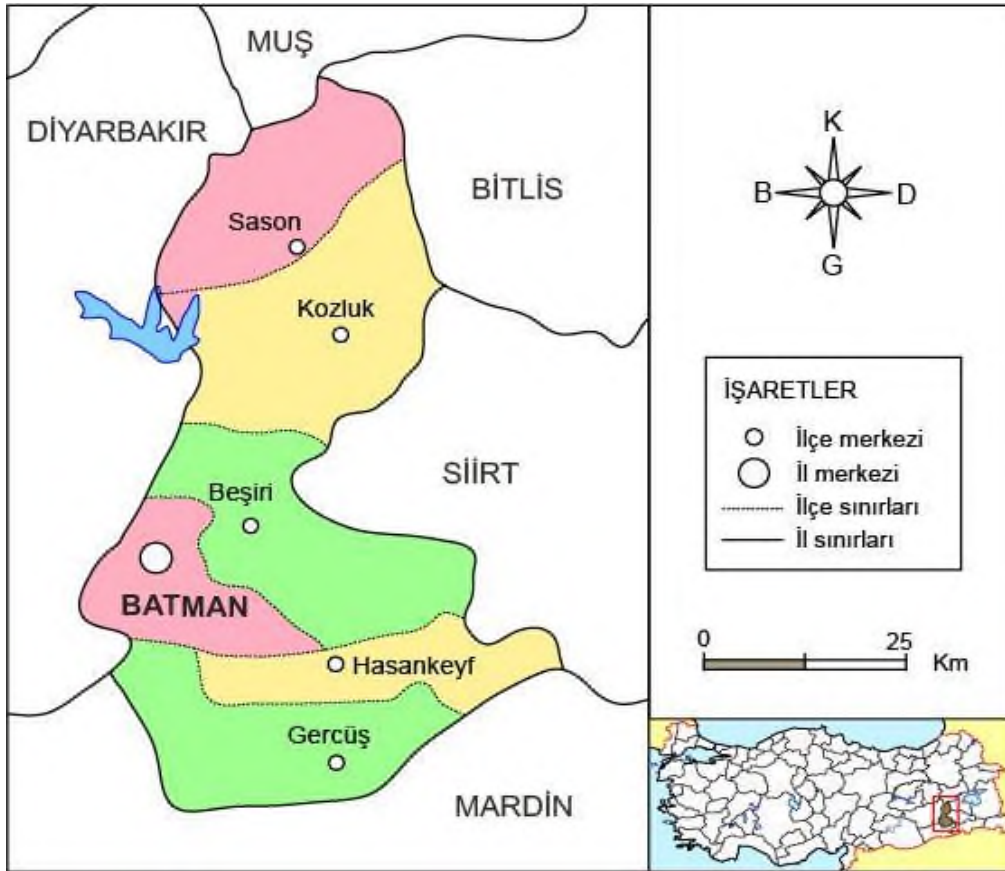 MUŞ
DİYARBAKIR
BİTLİS
Sason
Kozluk
SİİRT
Beşiri
BATMAN
Hasankeyf
Gercüş
MARDİN
K
B
D
G
İŞARETLER
İlçe merkezi
İl merkezi
İlçe sınırları
İl sınırları
0
25
Km